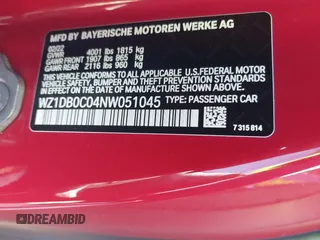 MFD. BY BAYERISCHE MOTOREN WERKE AG
02/22
GVWR 4001 lbs 1815 kg
GAWR FRONT 1907 lbs 865 kg
GAWR REAR 2116 lbs 960 kg
THIS VEHICLE CONFORMS TO ALL APPLICABLE U.S. FEDERAL MOTOR
VEHICLE SAFETY, BUMPER, AND THEFT PREVENTION STANDARDS
IN EFFECT ON THE DATE OF MANUFACTURE SHOWN ABOVE.
WZ1DB0C04NW051045 TYPE: PASSENGER CAR
7 315 814
DREAMBID